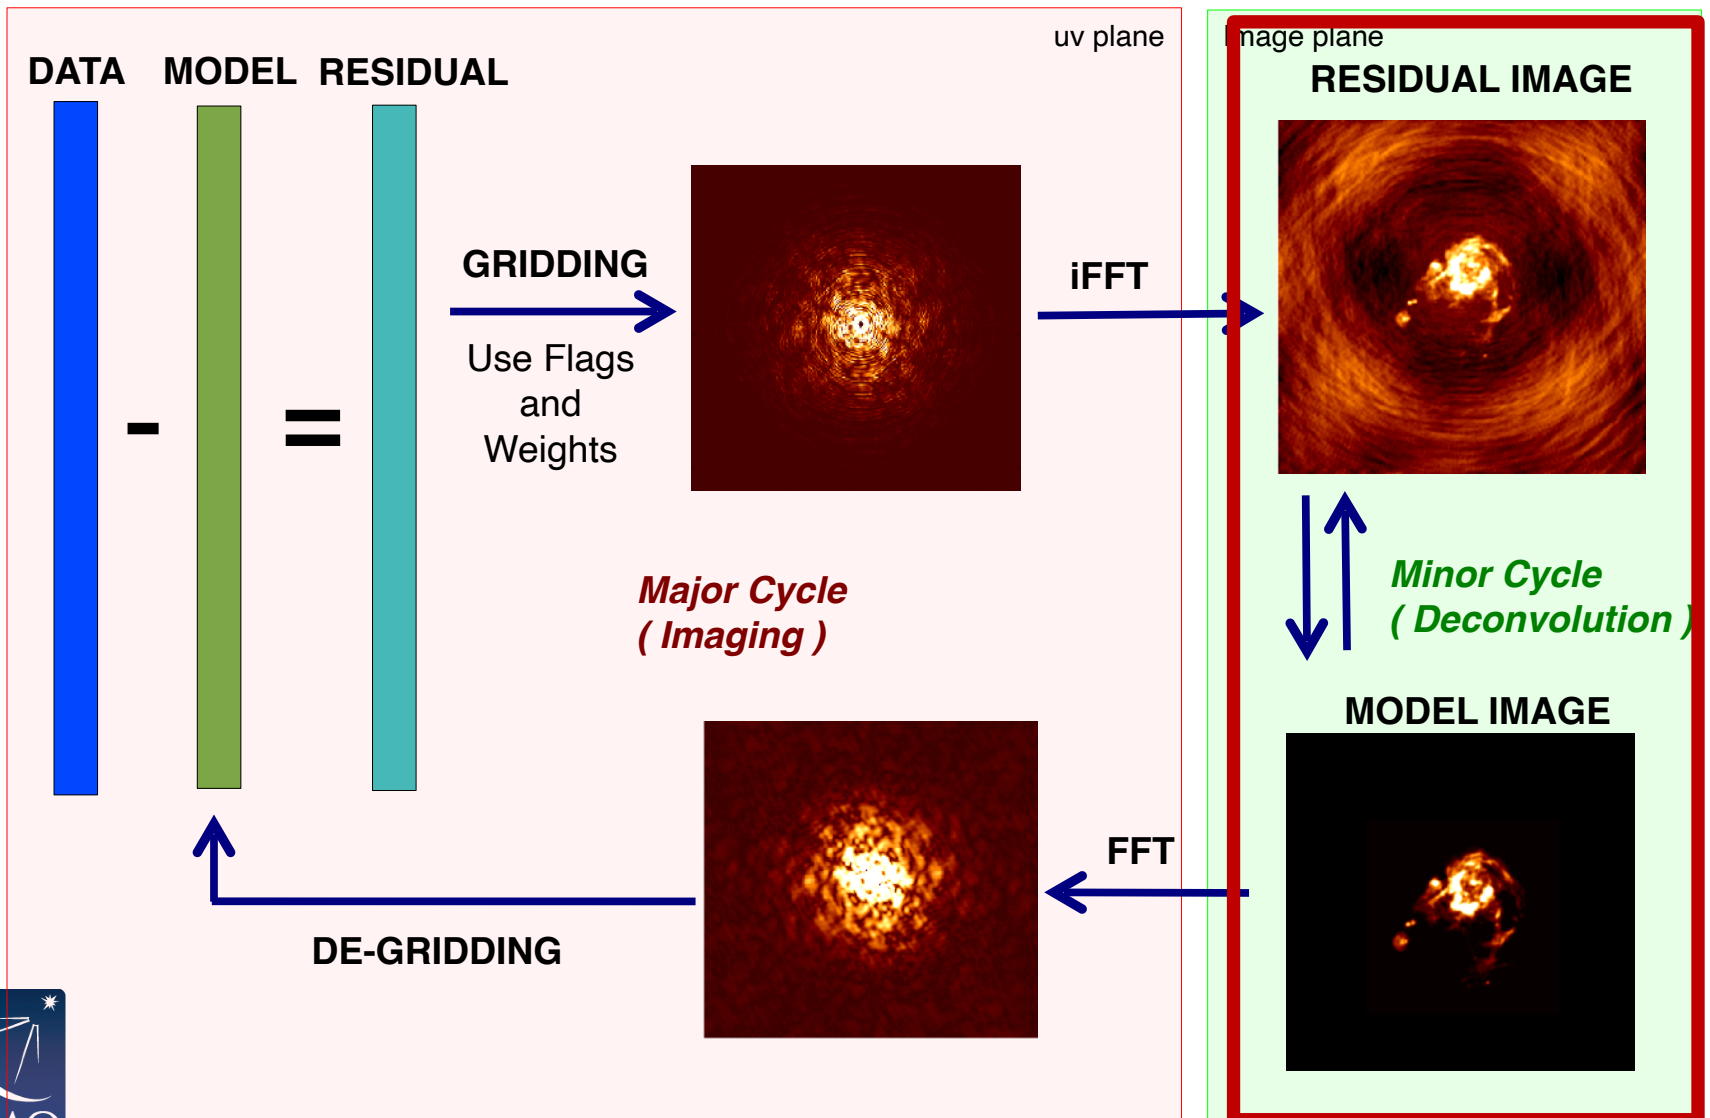 uv plane
Image plane
DATA MODEL RESIDUAL
-
=
GRIDDING
Use Flags
and
Weights
iFFT
RESIDUAL IMAGE
Major Cycle
( Imaging )
Minor Cycle
( Deconvolution )
MODEL IMAGE
FFT
DE-GRIDDING